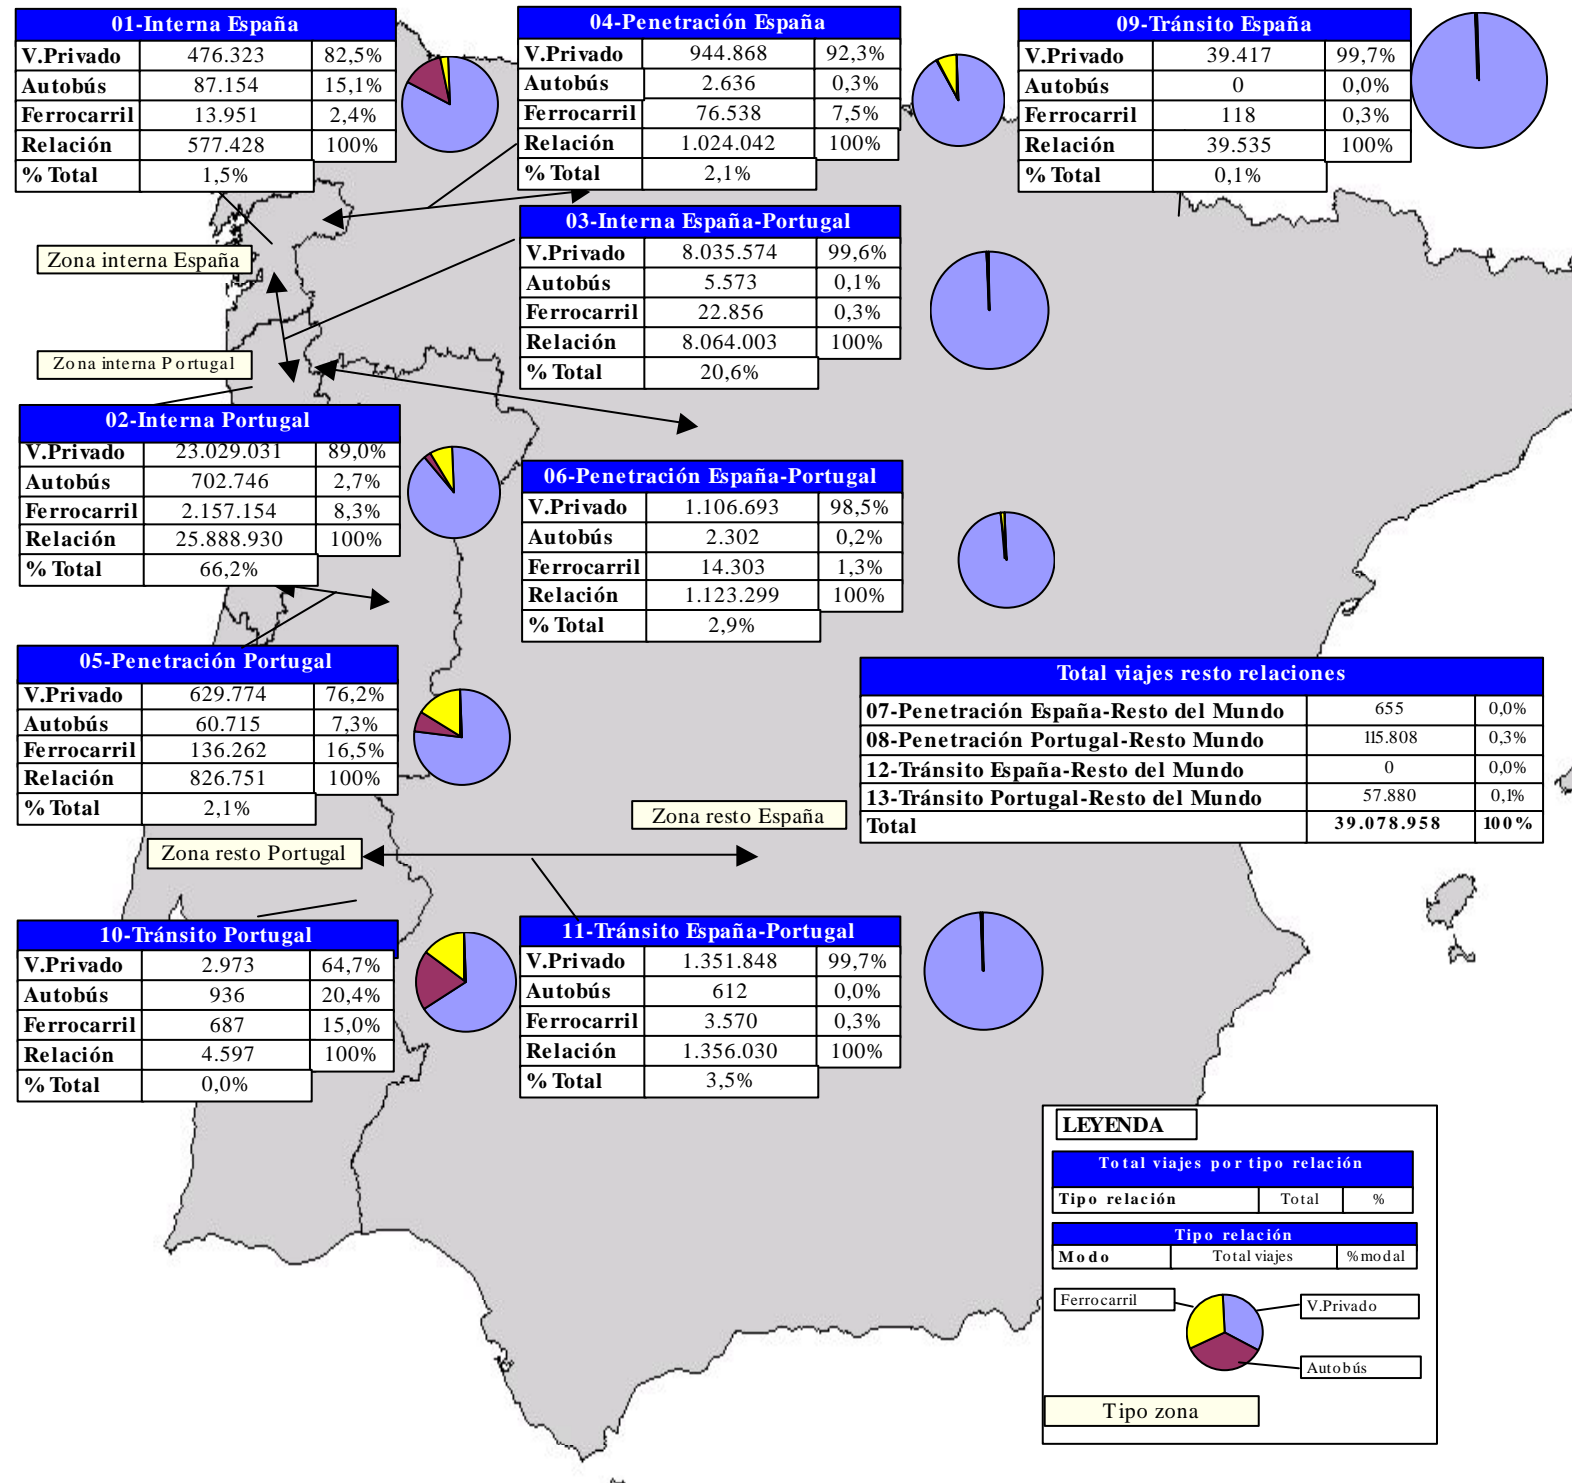 01-Interna España
V.Privado 476.323 82,5%
Autobús 87.154 15,1%
Ferrocarril 13.951 2,4%
Relación 577.428 100%
% Total 1,5%
04-Penetración España
V.Privado 944.868 92,3%
Autobús 2.636 0,3%
Ferrocarril 76.538 7,5%
Relación 1.024.042 100%
% Total 2,1%
09-Tránsito España
V.Privado 39.417 99,7%
Autobús 0 0,0%
Ferrocarril 118 0,3%
Relación 39.535 100%
% Total 0,1%
Zona interna España
03-Interna España-Portugal
V.Privado 8.035.574 99,6%
Autobús 5.573 0,1%
Ferrocarril 22.856 0,3%
Relación 8.064.003 100%
% Total 20,6%
Zona interna Portugal
02-Interna Portugal
V.Privado 23.029.031 89,0%
Autobús 702.746 2,7%
Ferrocarril 2.157.154 8,3%
Relación 25.888.930 100%
% Total 66,2%
06-Penetración España-Portugal
V.Privado 1.106.693 98,5%
Autobús 2.302 0,2%
Ferrocarril 14.303 1,3%
Relación 1.123.299 100%
% Total 2,9%
05-Penetración Portugal
V.Privado 629.774 76,2%
Autobús 60.715 7,3%
Ferrocarril 136.262 16,5%
Relación 826.751 100%
% Total 2,1%
Total viajes resto relaciones
07-Penetración España-Resto del Mundo 655 0,0%
08-Penetración Portugal-Resto Mundo 115.808 0,3%
12-Tránsito España-Resto del Mundo 0 0,0%
13-Tránsito Portugal-Resto del Mundo 57.880 0,1%
Total 39.078.958 100%
Zona resto España
Zona resto Portugal
10-Tránsito Portugal
V.Privado 2.973 64,7%
Autobús 936 20,4%
Ferrocarril 687 15,0%
Relación 4.597 100%
% Total 0,0%
11-Tránsito España-Portugal
V.Privado 1.351.848 99,7%
Autobús 612 0,0%
Ferrocarril 3.570 0,3%
Relación 1.356.030 100%
% Total 3,5%
LEYENDA
Total viajes por tipo relación
Tipo relación Total %
Tipo relación
Modo Total viajes %modal
Ferrocarril
V.Privado
Autobús
Tipo zona